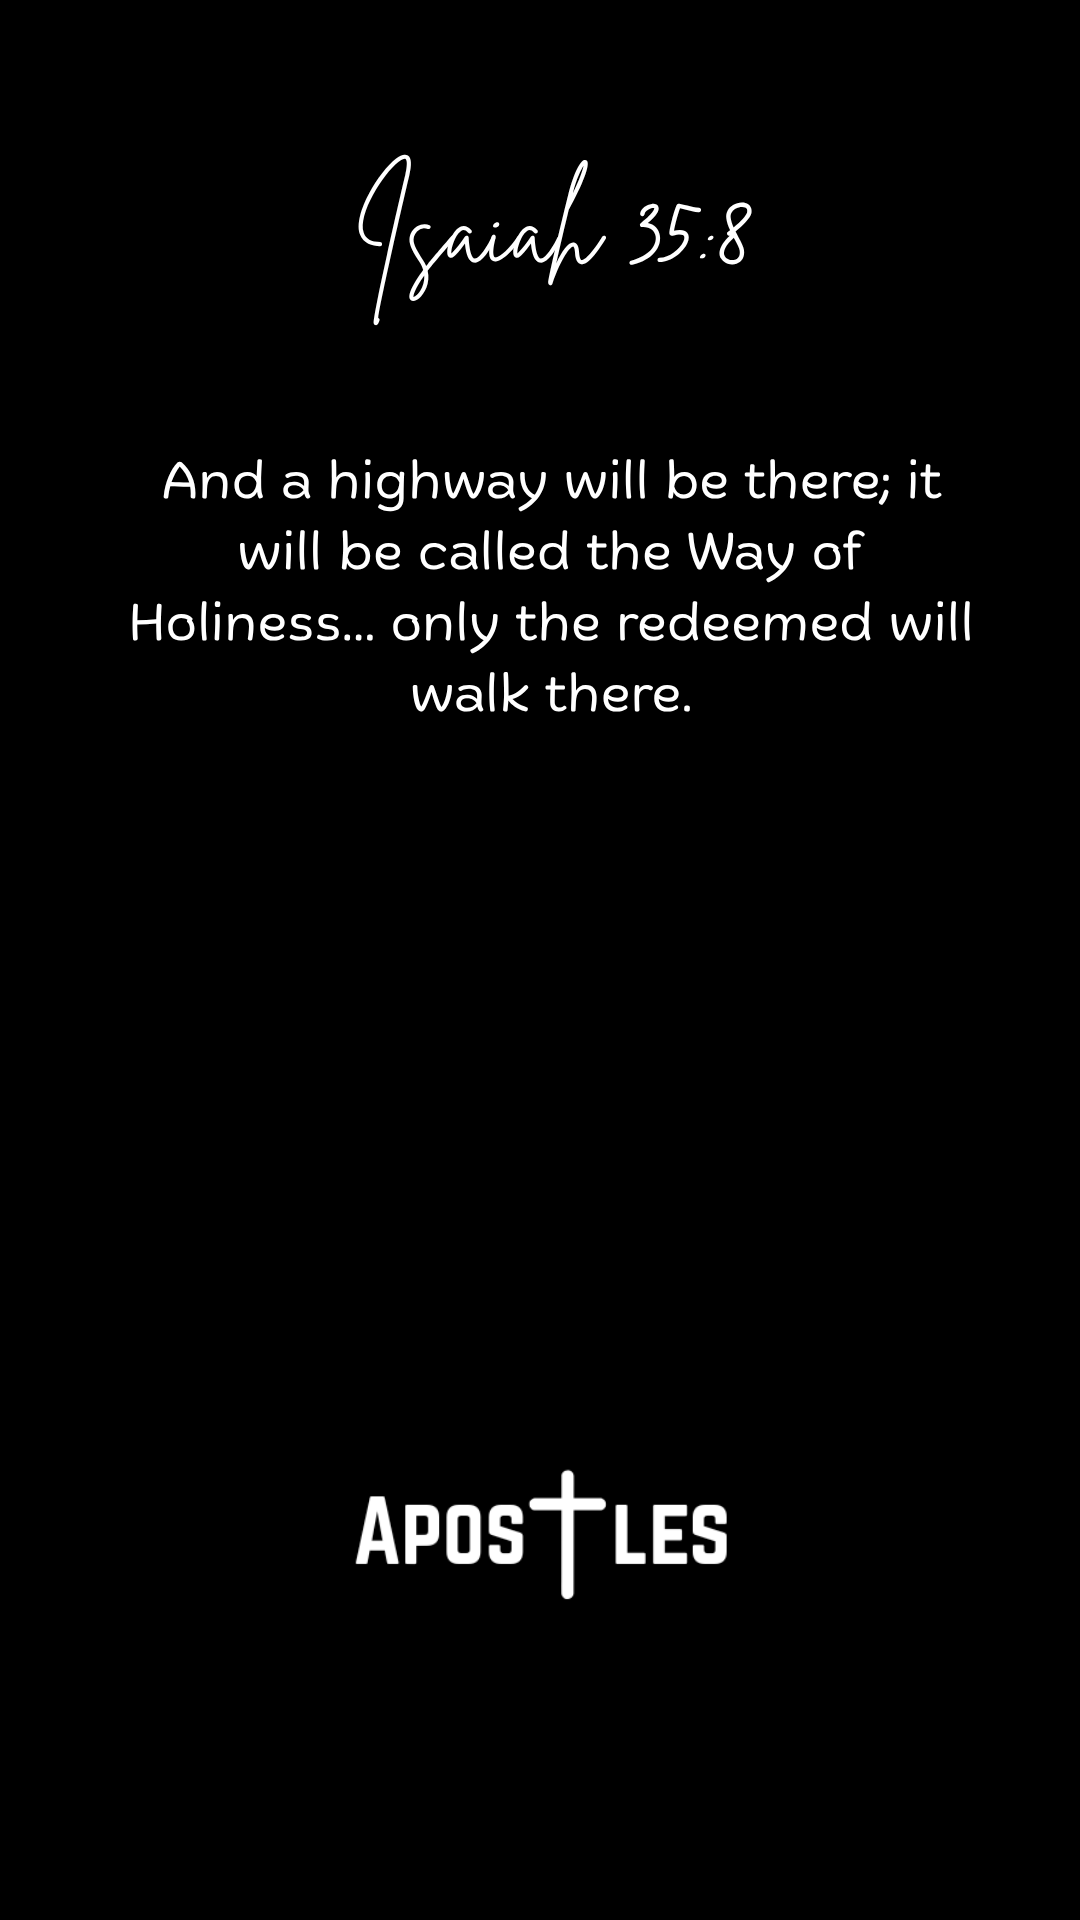 Isaiah 35:8
And a highway will be there; it
will be called the Way of
Holiness... only the redeemed will
walk there.
APOSTLES